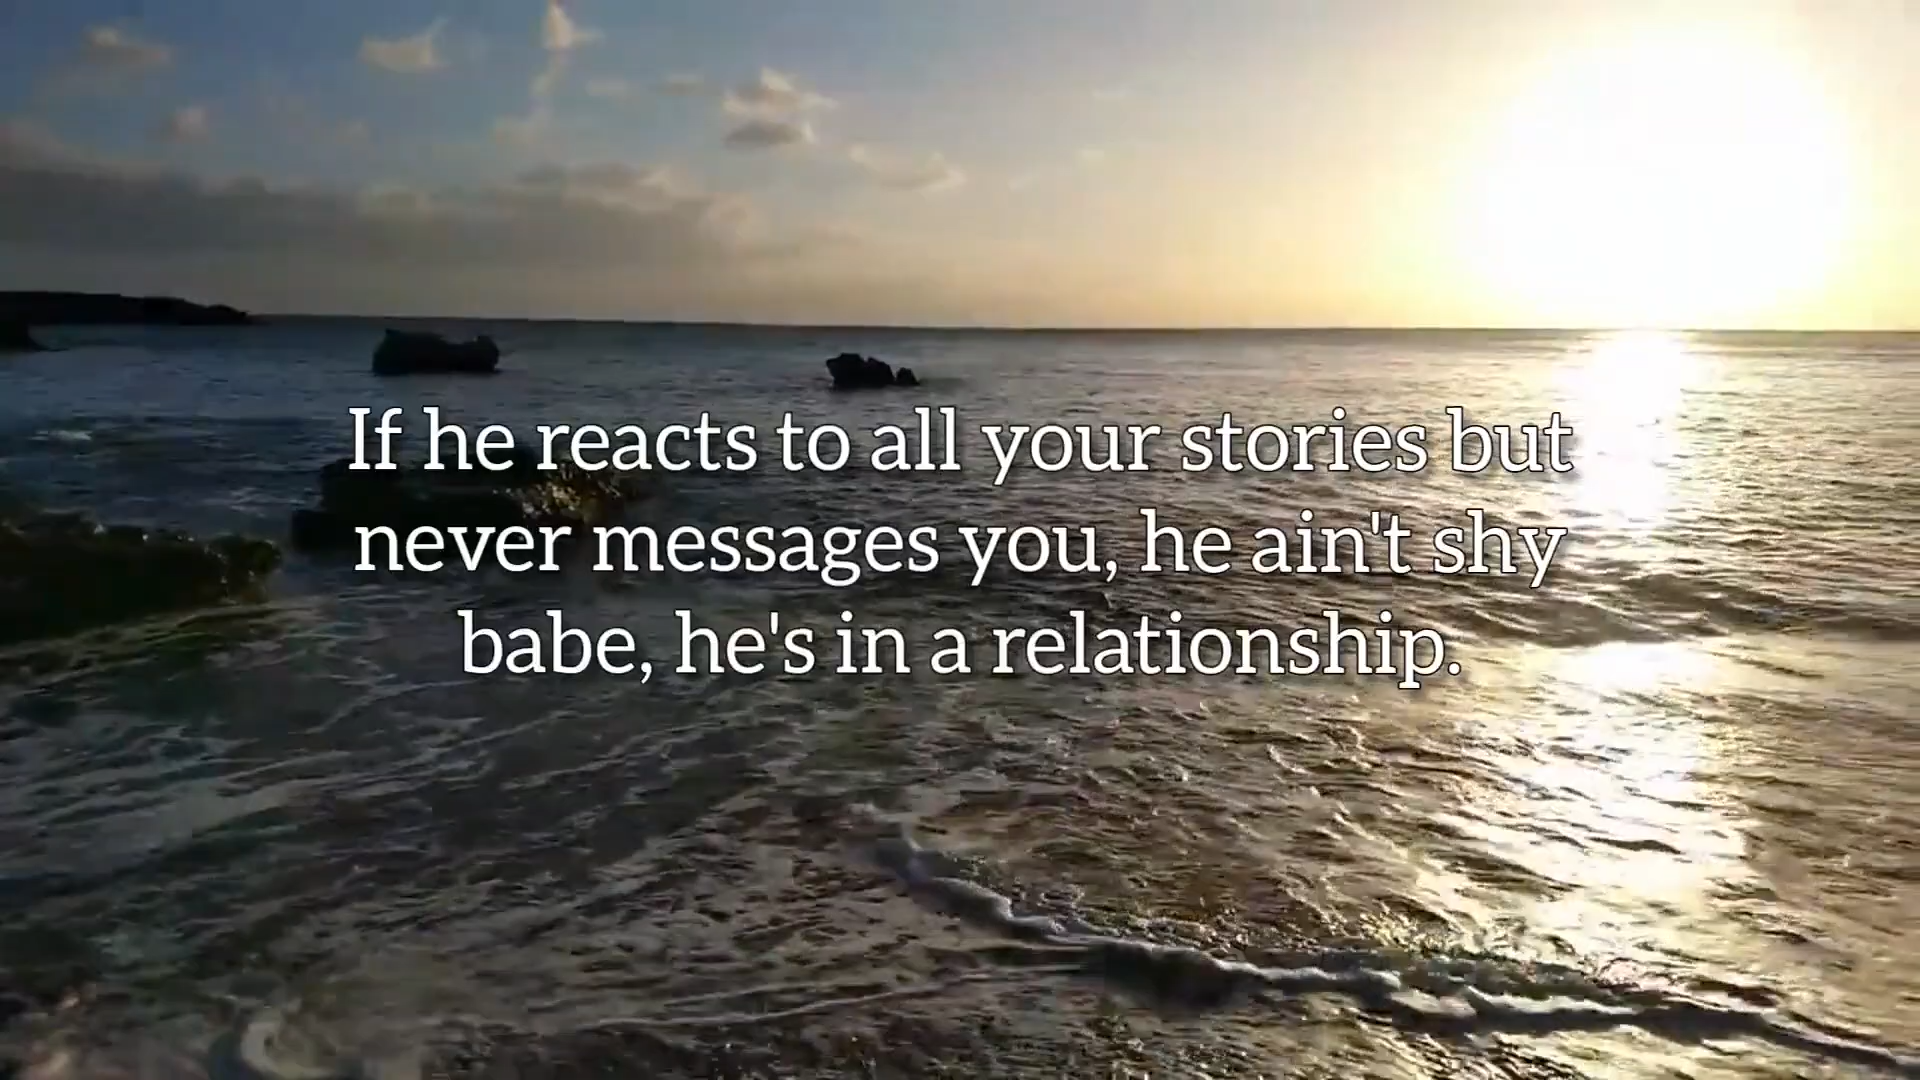 If he reacts to all your stories but
never messages you, he ain't shy
babe, he's in a relationship.